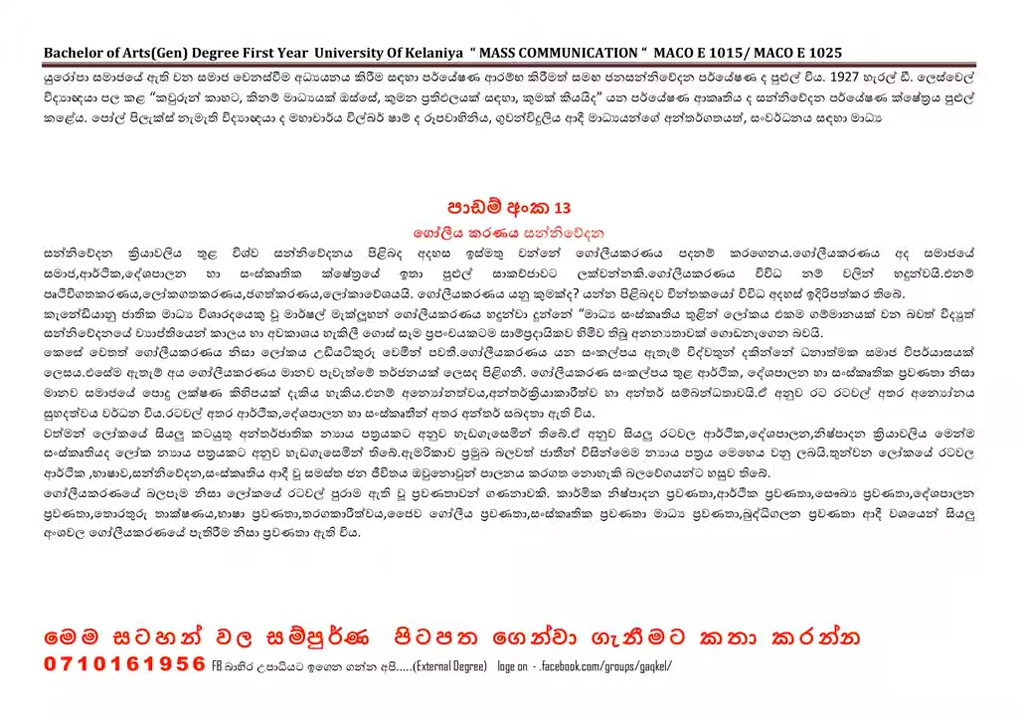 Bachelor of Arts(Gen) Degree First Year University Of Kelaniya “ MASS COMMUNICATION “ MACO E 1015/ MACO E 1025
යුරෝපා සමාජයේ ඇති වන සමාජ වෙනස්වීම් අධ්‍යයනය කිරීම සඳහා පර්යේෂණ ආරම්භ කිරීමත් සමඟ ජනසන්නිවේදන පර්යේෂණ ද පුළුල් විය. 1927 හැරල් ඩී. ලෙස්වෙල්
විද්‍යාඥයා පල කළ “කවුරුන් කාහට, කිනම් මාධ්‍යයක් ඔස්සේ, කුමන ප්‍රතිඵලයක් සඳහා, කුමක් කියයිද” යන පර්යේෂණ ආකෘතිය ද සන්නිවේදන පර්යේෂණ ක්ෂේත්‍රය පුළුල්
කළේය. පෝල් පිලැක්ස් නැමැති විද්‍යාඥයා ද මහාචාර්ය විල්බර් ෂාම් ද රූපවාහිනිය, ගුවන්විදුලිය ආදී මාධ්‍යයන්ගේ අන්තර්ගතයත්, සංවර්ධනය සඳහා මාධ්‍ය
පාඩම් අංක 13
ගෝලීය කරණය සන්නිවේදන
සන්නිවේදන ක්‍රියාවලිය තුළ විශ්ව සන්නිවේදනය පිළිබද අදහස ඉස්මතු වන්නේ ගෝලීයකරණය පදනම් කරගෙනය.ගෝලීයකරණය අද සමාජයේ
සමාජ,ආර්ථික,දේශපාලන හා සංස්කෘතික ක්ෂේත්‍රයේ ඉතා පුළුල් සාකච්ඡාවට ලක්වන්නකි.ගෝලීයකරණය විවිධ නම් වලින් හදුන්වයි.එනම්
පෘථිවිගතකරණය,ලෝකගතකරණය,ජගත්කරණය,ලෝකාවේශයයි. ගෝලීයකරණය යනු කුමක්ද? යන්න පිළිබදව චින්තකයෝ විවිධ අදහස් ඉදිරිපත්කර තිබේ.
කැනේඩියානු ජාතික මාධ්‍ය විශාරදයෙකු වූ මාර්ෂල් මැක්ලූහන් ගෝලීයකරණය හදුන්වා දුන්නේ “මාධ්‍ය සංස්කෘතිය තුළින් ලෝකය එකම ගම්මානයක් වන බවත් විද්‍යුත්
සන්නිවේදනයේ ව්‍යාප්තියෙන් කාලය හා අවකාශය හැකිලී ගොස් සෑම ප්‍රපංචයකටම සාම්ප්‍රදායිකව හිමිව තිබූ අනන්‍යතාවක් ගොඩනැගෙන බවයි.
කෙසේ වෙතත් ගෝලීයකරණය නිසා ලෝකය උඩියටිකුරු වෙමින් පවතී.ගෝලීයකරණය යන සංකල්පය ඇතැම් විද්වතුන් දකින්නේ ධනාත්මක සමාජ විපර්යාසයක්
ලෙසය.එසේම ඇතැම් අය ගෝලීයකරණය මානව පැවැත්මේ තර්ජනයක් ලෙසද පිළිගනී. ගෝලීයකරණ සංකල්පය තුළ ආර්ථික, දේශපාලන හා සංස්කෘතික ප්‍රවණතා නිසා
මානව සමාජයේ පොදු ලක්ෂණ කිහිපයක් දැකිය හැකිය.එනම් අන්‍යෝනත්වය,අන්තර්ක්‍රියාකාරීත්ව හා අන්තර් සම්බන්ධතාවයි.ඒ අනුව රට රටවල් අතර අන්‍යෝනය
සුහදත්වය වර්ධන විය.රටවල් අතර ආර්ථික,දේශපාලන හා සංස්කෘතීන් අතර අන්තර් සබදතා ඇති විය.
වත්මන් ලෝකයේ සියලු කටයුතු අන්තර්ජාතික න්‍යාය පත්‍රයකට අනුව හැඩගැසෙමින් තිබේ.ඒ අනුව සියලු රටවල ආර්ථික,දේශපාලන,නිෂ්පාදන ක්‍රියාවලිය මෙන්ම
සංස්කෘතියද ලෝක න්‍යාය පත්‍රයකට අනුව හැඩගැසෙමින් තිබේ.ඇමරිකාව ප්‍රමුඛ බලවත් ජාතීන් විසින්මෙම න්‍යාය පත්‍රය මෙහෙය වනු ලබයි.තුන්වන ලෝකයේ රටවල
ආර්ථික ,භාෂාව,සන්නිවේදන,සංස්කෘතිය ආදී වූ සමස්ත ජන ජීවිතය ඔවුනොවුන් පාලනය කරගත නොහැකි බලවේගයන්ට හසුව තිබේ.
ගෝලීයකරණයේ බලපෑම නිසා ලෝකයේ රටවල් පුරාම ඇති වූ ප්‍රවණතාවන් ගණනාවකි. කාර්මික නිෂ්පාදන ප්‍රවණතා,ආර්ථික ප්‍රවණතා,සෞඛ්‍ය ප්‍රවණතා,දේශපාලන
ප්‍රවණතා,තොරතුරු තාක්ෂණය,භාෂා ප්‍රවණතා,තරගකාරීත්වය,ජෛව ගෝලීය ප්‍රවණතා,සංස්කෘතික ප්‍රවණතා මාධ්‍ය ප්‍රවණතා,බුද්ධිගලන ප්‍රවණතා ආදී වශයෙන් සියලු
අංශවල ගෝලීයකරණයේ පැතිරීම නිසා ප්‍රවණතා ඇති විය.
මෙම සටහන් වල සම්පුර්ණ පිටපත ගෙන්වා ගැනීමට කතා කරන්න
0710161956 FB බාහිර උපාධියට ඉගෙන ගන්න අපි.....(External Degree) loge on - .facebook.com/groups/gaqkel/